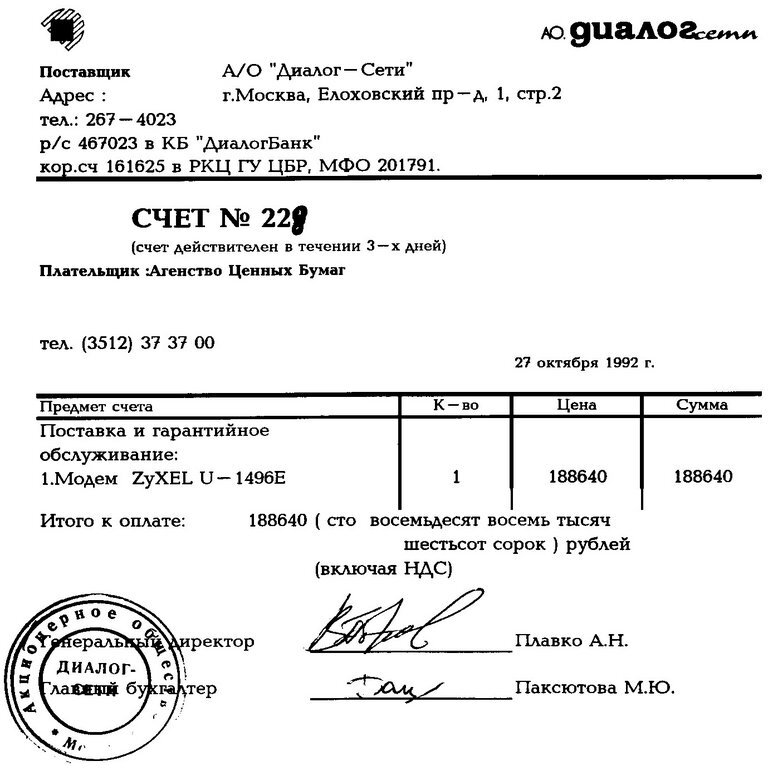 АО. диалогсети
Поставщик А/О "Диалог—Сети"
Адрес : г.Москва, Елоховский пр—д, 1, стр.2
тел.: 267—4023
р/с 467023 в КБ "ДиалогБанк"
кор.сч 161625 в РКЦ ГУ ЦБР, МФО 201791.
СЧЕТ № 228
(счет действителен в течении 3—х дней)
Плательщик :Агенство Ценных Бумаг
тел. (3512) 37 37 00
27 октября 1992 г.
Предмет счета К—во Цена Сумма
Поставка и гарантийное
обслуживание:
1.Модем ZyXEL U—1496E 1 188640 188640
Итого к оплате: 188640 ( сто восемьдесят восемь тысяч
шестьсот сорок ) рублей
(включая НДС)
Генеральный директор Плавко А.Н.
Главный бухгалтер Паксютова М.Ю.
Акционерное общесь
ДИАЛОГ-
СЕТИ